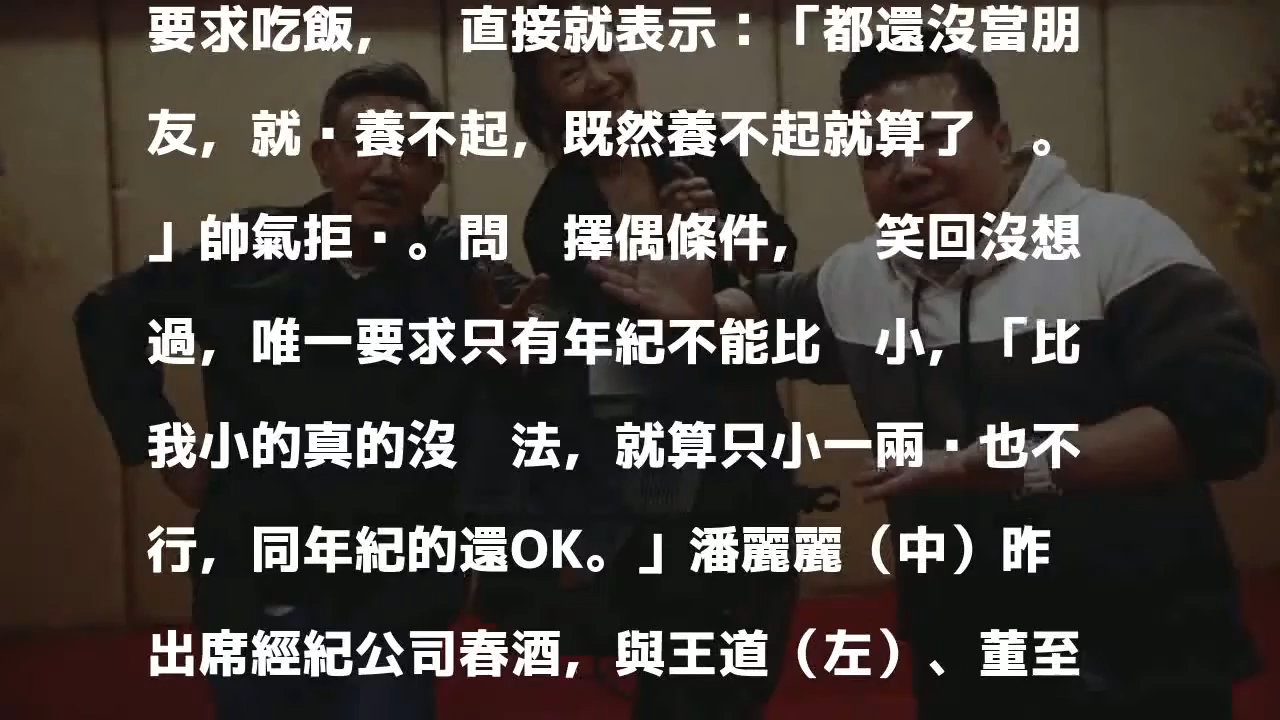 要求吃飯，　直接就表示：「都還沒當朋
友，就·養不起，既然養不起就算了　。
」帥氣拒·。問　擇偶條件，　笑回沒想
過，唯一要求只有年紀不能比　小，「比
我小的真的沒　法，就算只小一兩·也不
行，同年紀的還OK。」潘麗麗（中）昨
出席經紀公司春酒，與王道（左）、董至